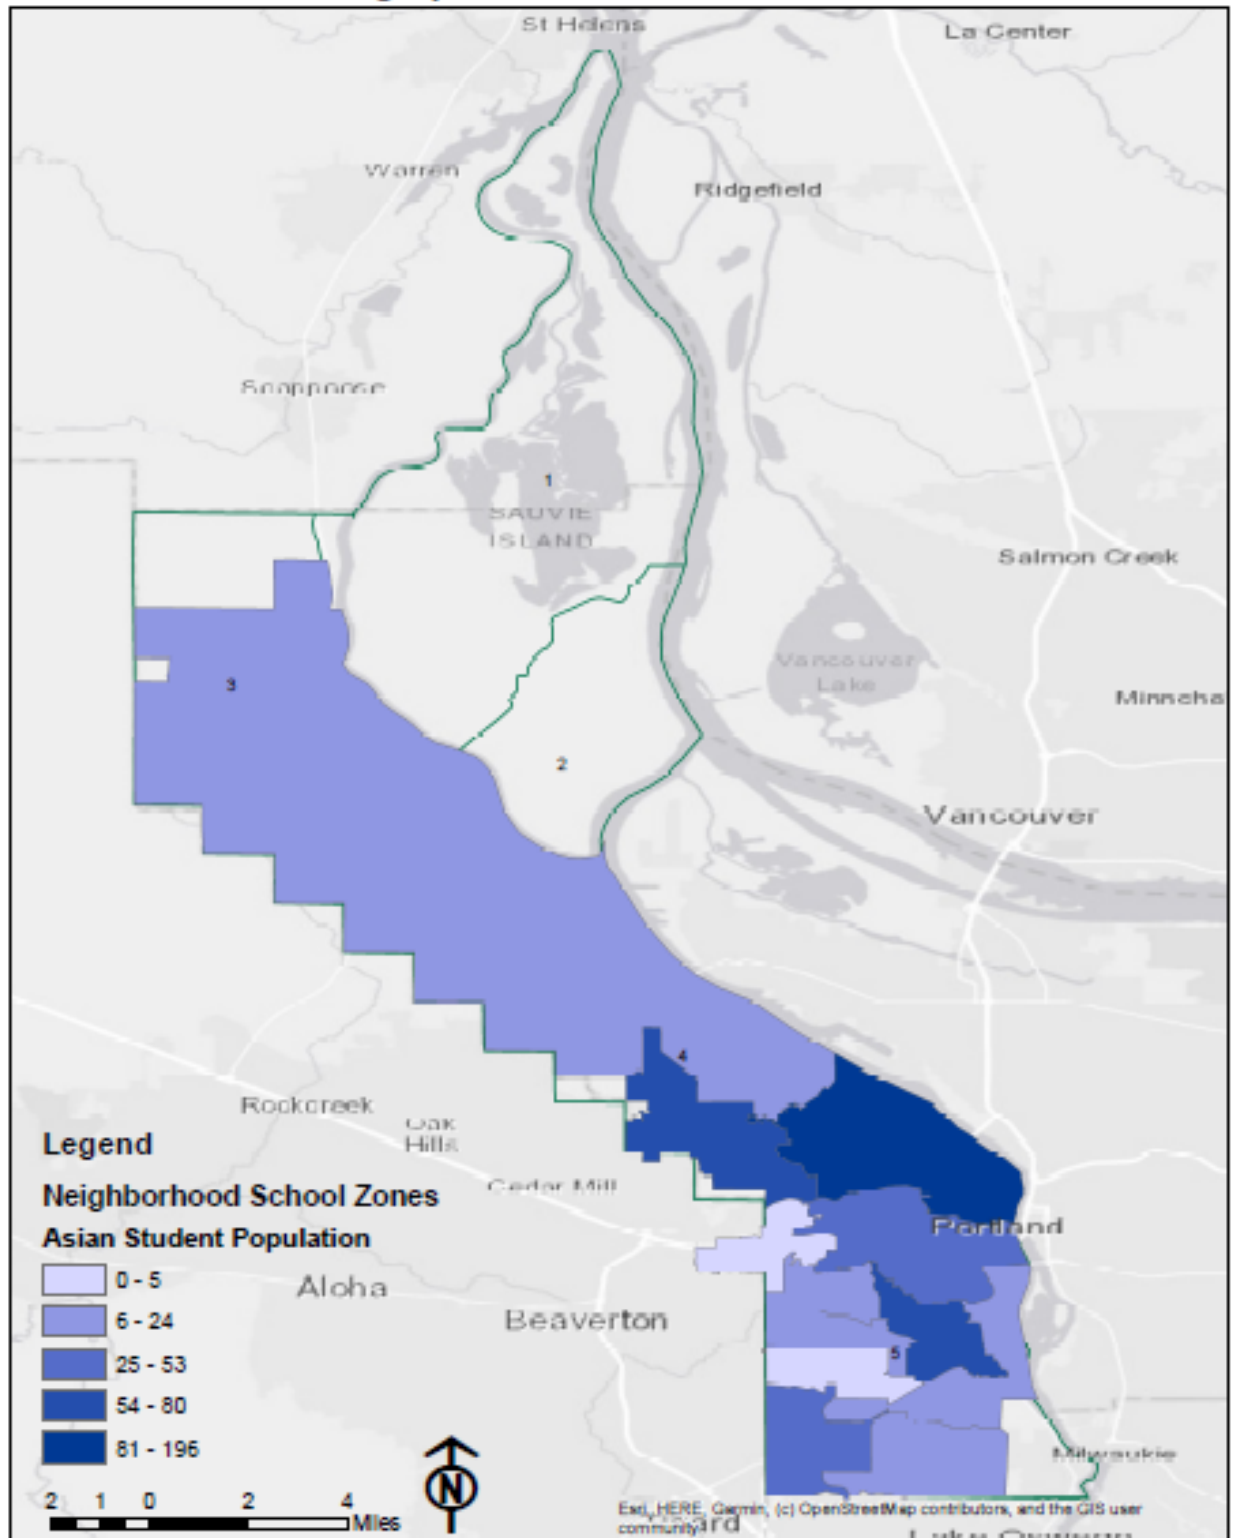 St Helens
La Center
Warren
Ridgefield
Scappoose
1
SAUVIE
ISLAND
Salmon Creek
Vancouver
Lake
3
Minneha
2
Vancouver
4
Rockcreek
Oak
Hills
Cedar Mill
Portland
Aloha
Beaverton
5
Milwaukie
Legend
Neighborhood School Zones
Asian Student Population
0 - 5
6 - 24
25 - 53
54 - 80
81 - 196
2 1 0 2 4
Miles
N
Esri, HERE, Garmin, (c) OpenStreetMap contributors, and the GIS user
community